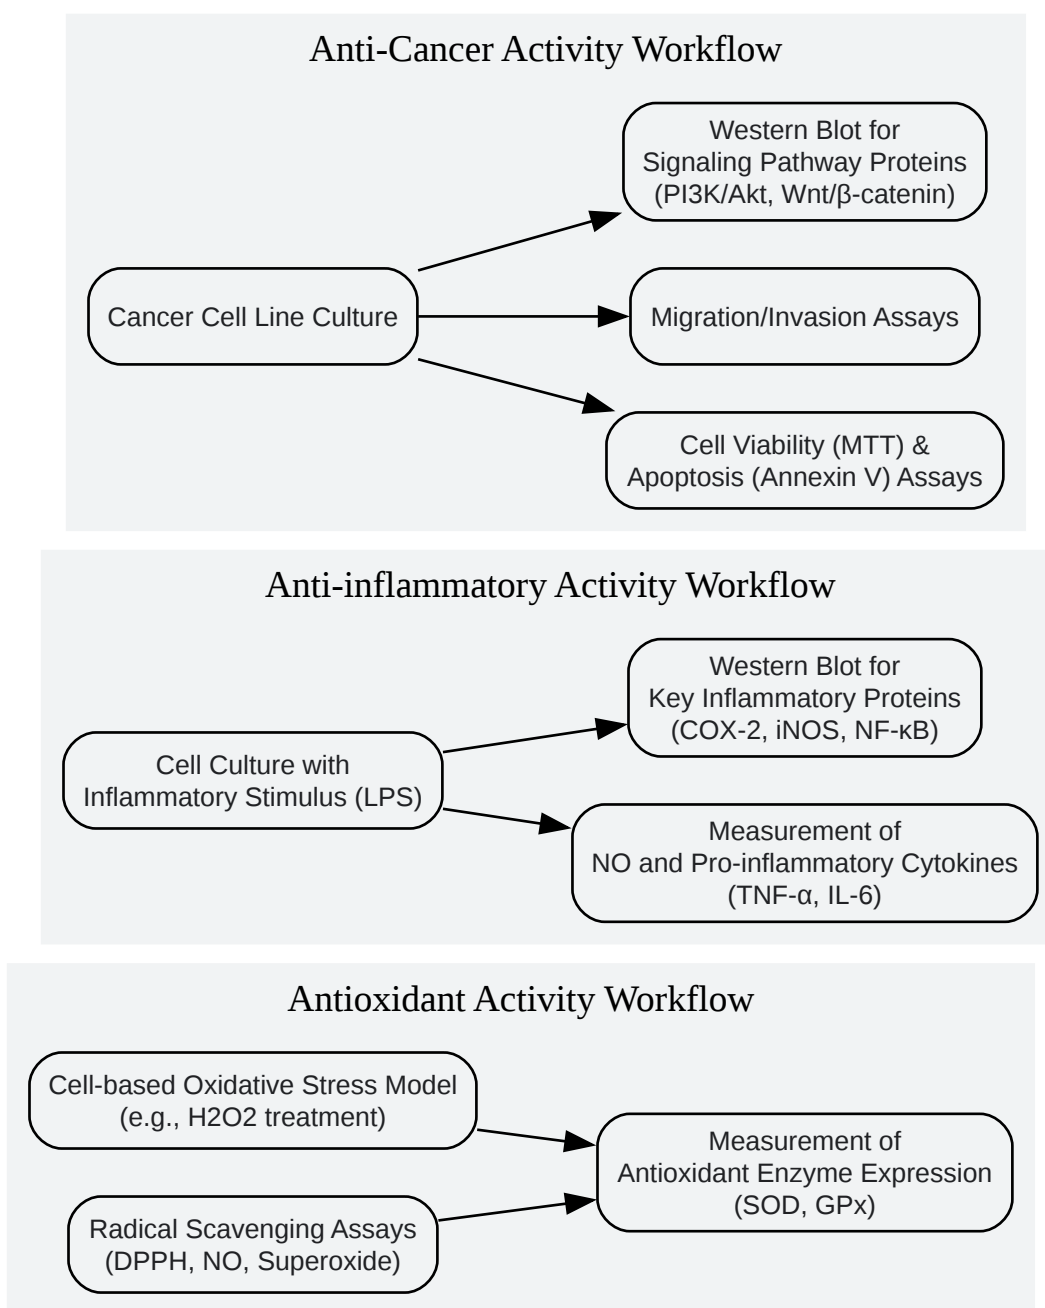 Anti-Cancer Activity Workflow
Western Blot for
Signaling Pathway Proteins
(PI3K/Akt, Wnt/β-catenin)
Cancer Cell Line Culture
Migration/Invasion Assays
Cell Viability (MTT) &
Apoptosis (Annexin V) Assays
Anti-inflammatory Activity Workflow
Western Blot for
Key Inflammatory Proteins
(COX-2, iNOS, NF-κB)
Cell Culture with
Inflammatory Stimulus (LPS)
Measurement of
NO and Pro-inflammatory Cytokines
(TNF-α, IL-6)
Antioxidant Activity Workflow
Cell-based Oxidative Stress Model
(e.g., H2O2 treatment)
Measurement of
Antioxidant Enzyme Expression
(SOD, GPx)
Radical Scavenging Assays
(DPPH, NO, Superoxide)